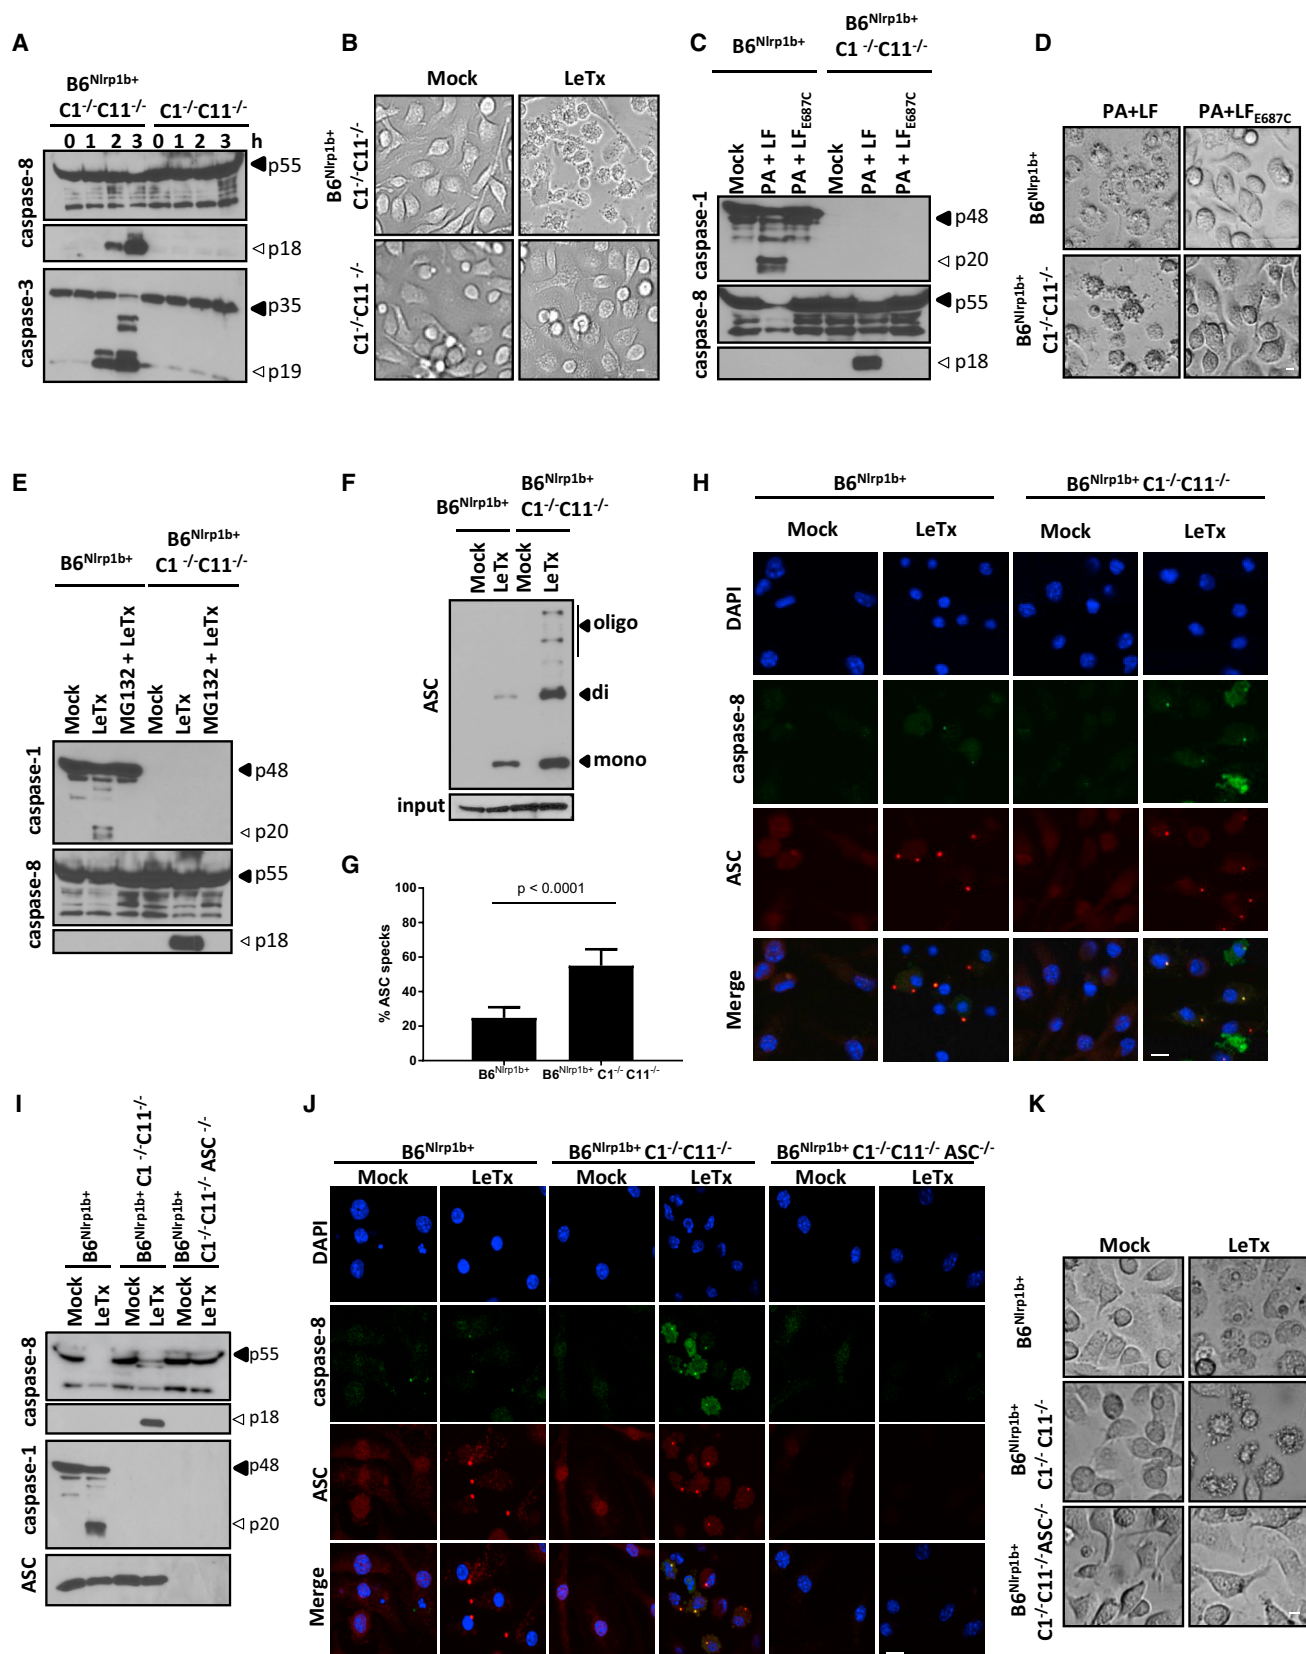 A
B6Nlrp1b+
C1-/-C11-/- C1-/-C11-/-
0 1 2 3 0 1 2 3 h
caspase-8
p55
p18
caspase-3
p35
p19
B
Mock LeTx
B6Nlrp1b+
C1-/-C11-/-
C1-/-C11-/-
C
B6Nlrp1b+
B6Nlrp1b+
C1 -/-C11-/-
Mock
PA + LF
PA + LFE687C
Mock
PA + LF
PA + LFE687C
caspase-1
p48
p20
caspase-8
p55
p18
D
PA+LF PA+LFE687C
B6Nlrp1b+
B6Nlrp1b+
C1-/-C11-/-
E
B6Nlrp1b+
B6Nlrp1b+
C1 -/-C11-/-
Mock
LeTx
MG132 + LeTx
Mock
LeTx
MG132 + LeTx
caspase-1
p48
p20
caspase-8
p55
p18
F
B6Nlrp1b+
B6Nlrp1b+
C1-/-C11-/-
Mock
LeTx
Mock
LeTx
ASC
oligo
di
mono
input
G
p < 0.0001
% ASC specks
100
80
60
40
20
0
B6Nlrp1b+ B6Nlrp1b+ C1-/- C11-/-
H
B6Nlrp1b+ B6Nlrp1b+ C1-/-C11-/-
Mock LeTx Mock LeTx
DAPI
caspase-8
ASC
Merge
I
B6Nlrp1b+
B6Nlrp1b+ C1 -/-C11-/-
B6Nlrp1b+
C1-/-C11-/- ASC -/-
Mock
LeTx
Mock
LeTx
Mock
LeTx
caspase-8
p55
p18
caspase-1
p48
p20
ASC
J
B6Nlrp1b+ B6Nlrp1b+ C1-/-C11-/- B6Nlrp1b+ C1-/-C11-/- ASC-/-
Mock LeTx Mock LeTx Mock LeTx
DAPI
caspase-8
ASC
Merge
K
Mock LeTx
B6Nlrp1b+
B6Nlrp1b+
C1-/- C11-/-
B6Nlrp1b+
C1-/-C11-/-ASC-/-